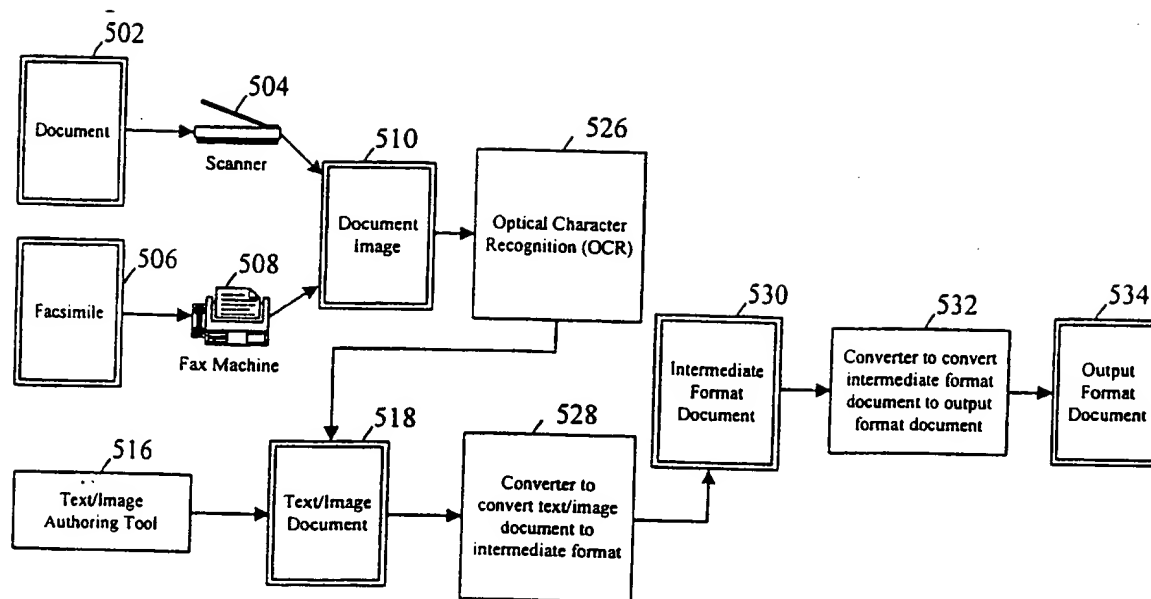 502
Document
504
Scanner
510
Document
Image
526
Optical Character
Recognition (OCR)
506
Facsimile
508
Fax Machine
530
Intermediate
Format
Document
532
Converter to convert
intermediate format
document to output
format document
534
Output
Format
Document
516
Text/Image
Authoring Tool
518
Text/Image
Document
528
Converter to
convert text/image
document to
intermediate format